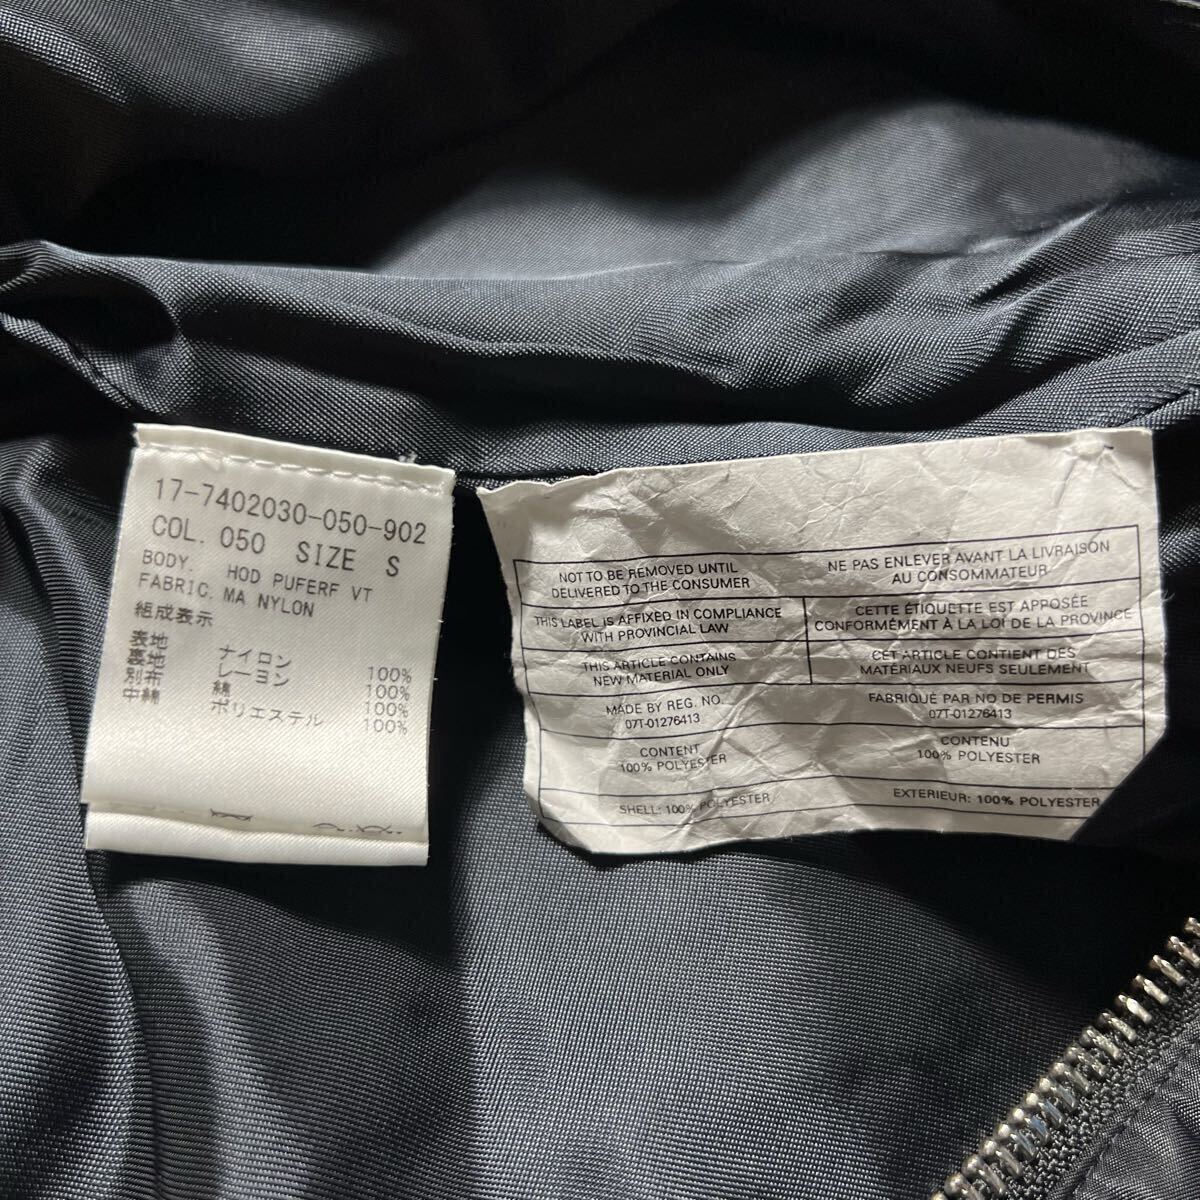 17-7402030-050-902
COL. 050 SIZE S
BODY. HOD PUFERF VT
FABRIC. MA NYLON
組成表示
表地 ナイロン 100%
裏地 レーヨン 100%
別布 綿 100%
中綿 ポリエステル 100%
NOT TO BE REMOVED UNTIL
DELIVERED TO THE CONSUMER
NE PAS ENLEVER AVANT LA LIVRAISON
AU CONSOMMATEUR
THIS LABEL IS AFFIXED IN COMPLIANCE
WITH PROVINCIAL LAW
CETTE ÉTIQUETTE EST APPOSÉE
CONFORMÉMENT À LA LOI DE LA PROVINCE
THIS ARTICLE CONTAINS
NEW MATERIAL ONLY
CET ARTICLE CONTIENT DES
MATÉRIAUX NEUFS SEULEMENT
MADE BY REG. NO.
07T-01276413
FABRIQUÉ PAR NO DE PERMIS
07T-01276413
CONTENT
100% POLYESTER
CONTENU
100% POLYESTER
SHELL: 100% POLYESTER
EXTERIEUR: 100% POLYESTER